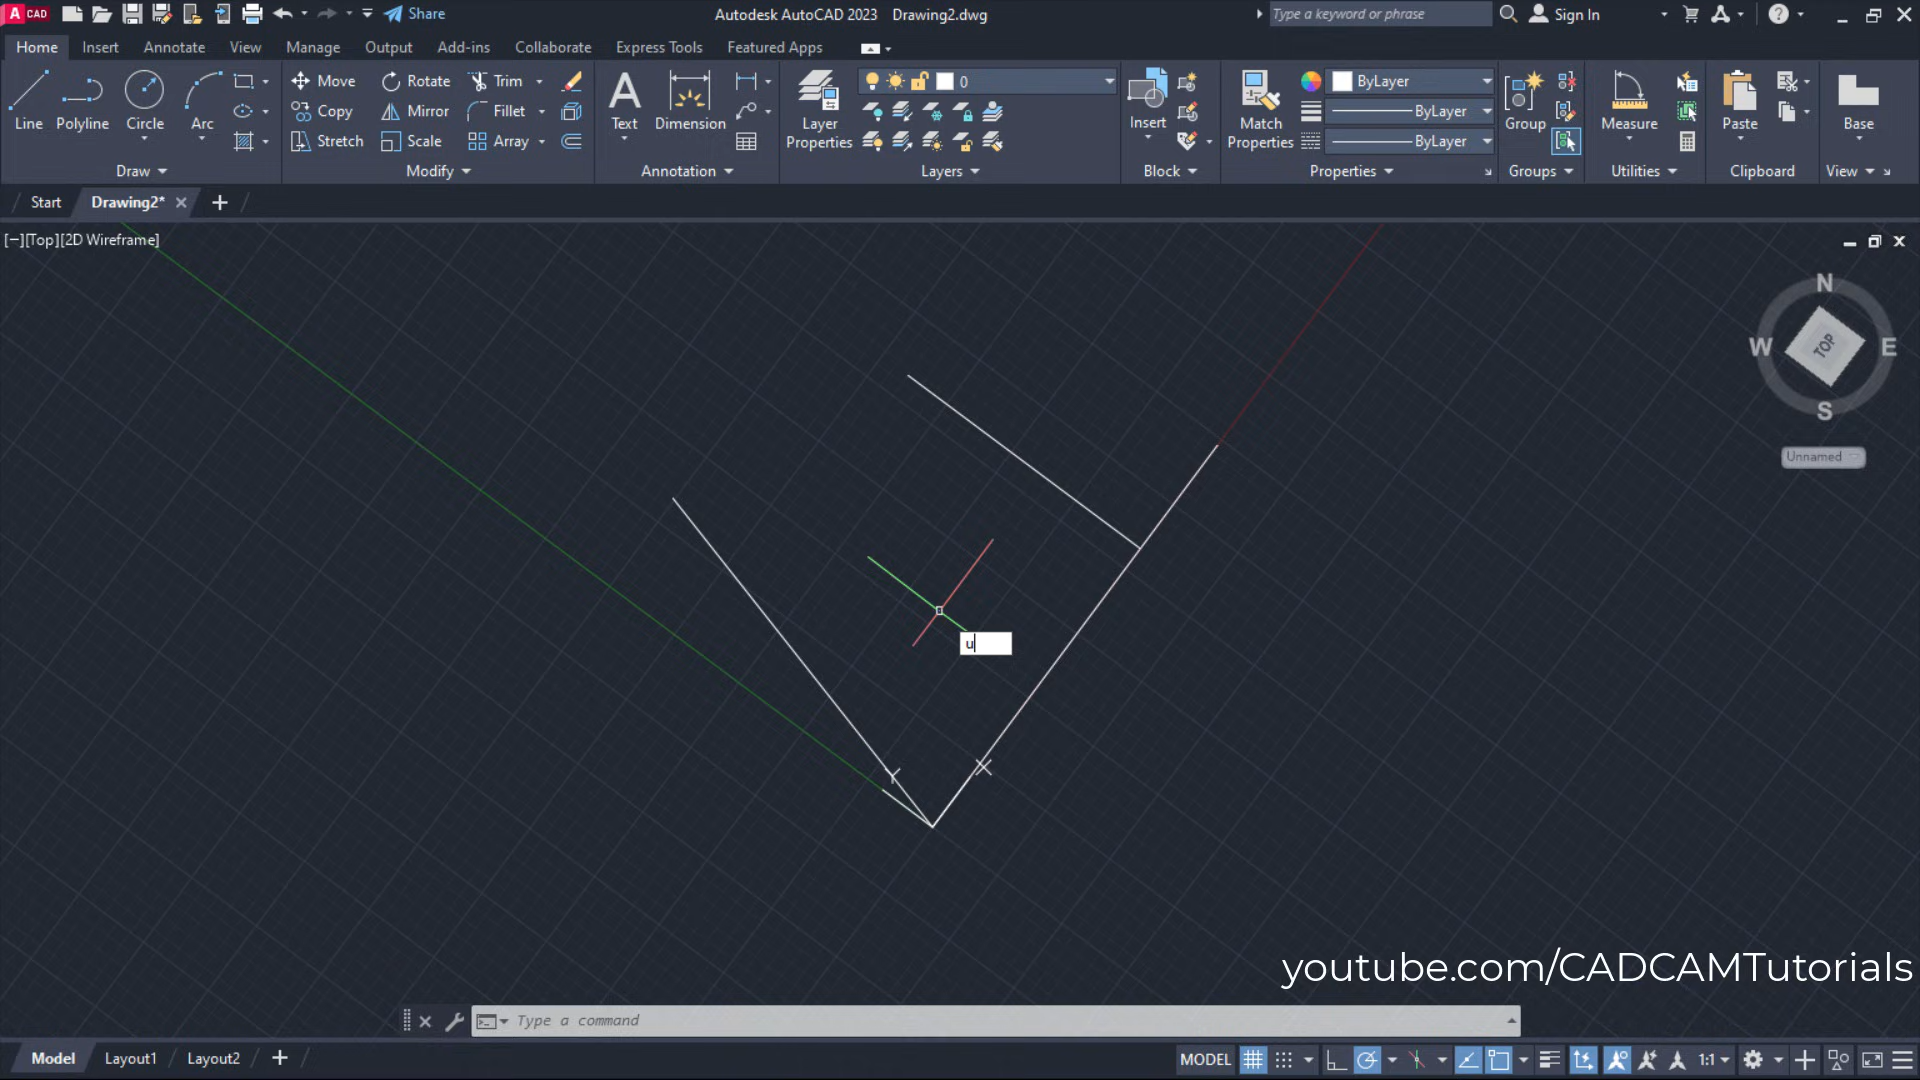 A CAD
Share
Autodesk AutoCAD 2023 Drawing2.dwg
Type a keyword or phrase
Sign In
Home Insert Annotate View Manage Output Add-ins Collaborate Express Tools Featured Apps
Line
Polyline
Circle
Arc
Draw
Move
Rotate
Trim
Copy
Mirror
Fillet
Stretch
Scale
Array
Modify
Text
Dimension
Annotation
Layer
Properties
0
Layers
Insert
Block
Match
Properties
ByLayer
ByLayer
ByLayer
Properties
Group
Groups
Measure
Utilities
Paste
Clipboard
Base
View
Start
Drawing2*
[−][Top][2D Wireframe]
N
W
TOP
E
S
Unnamed
u
Y
X
youtube.com/CADCAMTutorials
Type a command
Model
Layout1
Layout2
MODEL
1:1